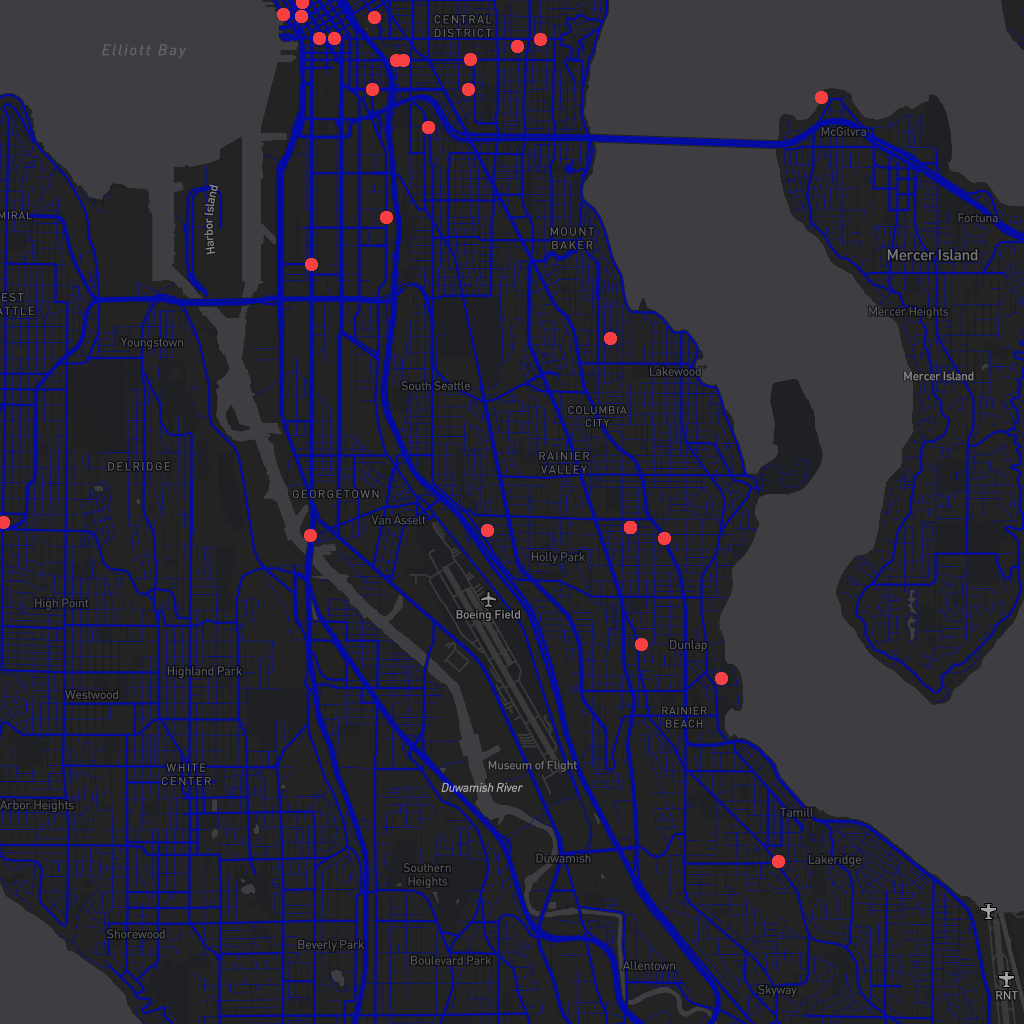 CENTRAL
DISTRICT
Elliott Bay
McGilvra
Harbor Island
MIRAL
Fortuna
MOUNT
BAKER
Mercer Island
EST
ATTLE
Mercer Heights
Youngstown
Lakewood
Mercer Island
South Seattle
COLUMBIA
CITY
RAINIER
VALLEY
DELRIDGE
GEORGETOWN
Van Asselt
Holly Park
High Point
Boeing Field
Dunlap
Highland Park
Westwood
RAINIER
BEACH
Museum of Flight
WHITE
CENTER
Duwamish River
Arbor Heights
Tamill
Duwamish
Lakeridge
Southern
Heights
Shorewood
Beverly Park
Boulevard Park
Allentown
Skyway
RNT